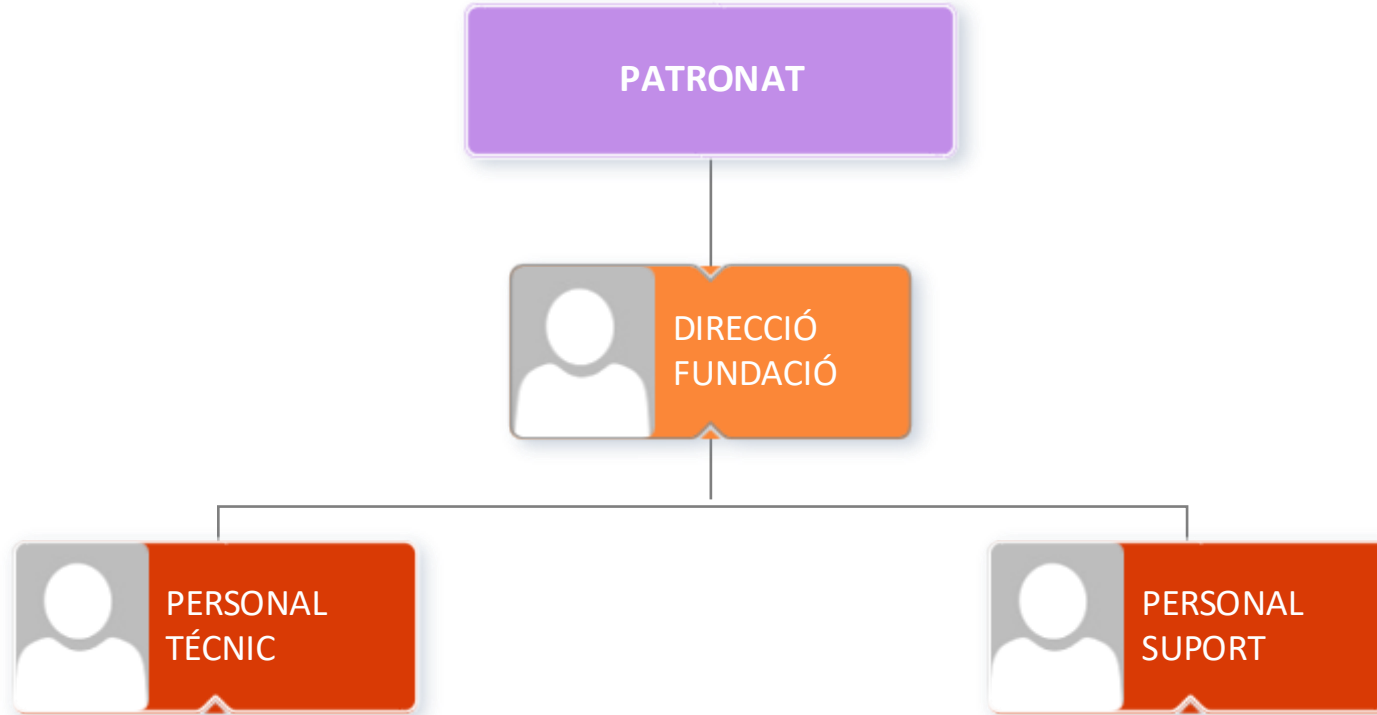 PATRONAT
DIRECCIÓ
FUNDACIÓ
PERSONAL
TÉCNIC
PERSONAL
SUPORT